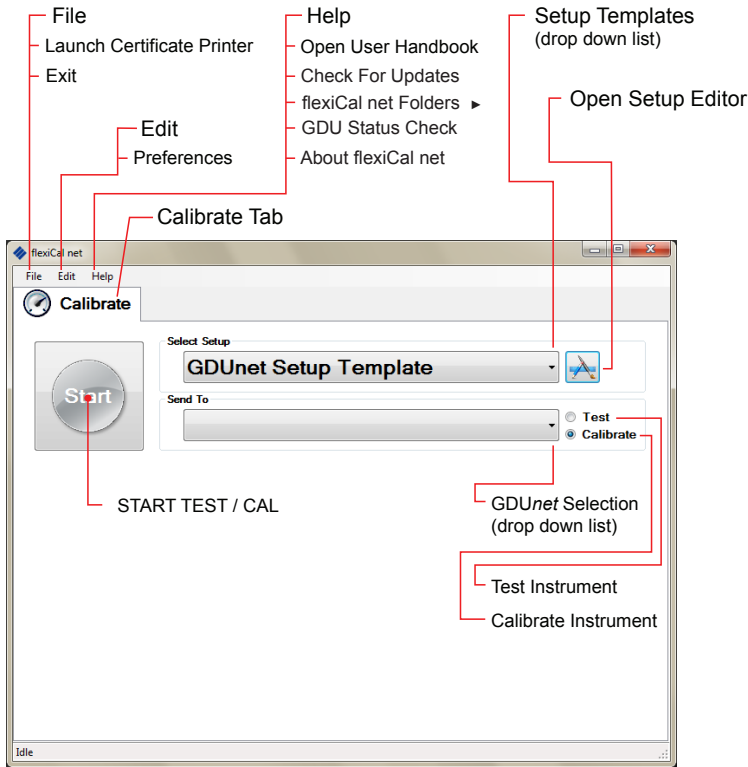 File
Launch Certificate Printer
Exit
Edit
Preferences
Help
Open User Handbook
Check For Updates
flexiCal net Folders ►
GDU Status Check
About flexiCal net
Setup Templates
(drop down list)
Open Setup Editor
Calibrate Tab
flexiCal net
File Edit Help
Calibrate
Select Setup
GDUnet Setup Template
Start
Send To
Test
Calibrate
START TEST / CAL
GDUnet Selection
(drop down list)
Test Instrument
Calibrate Instrument
Idle